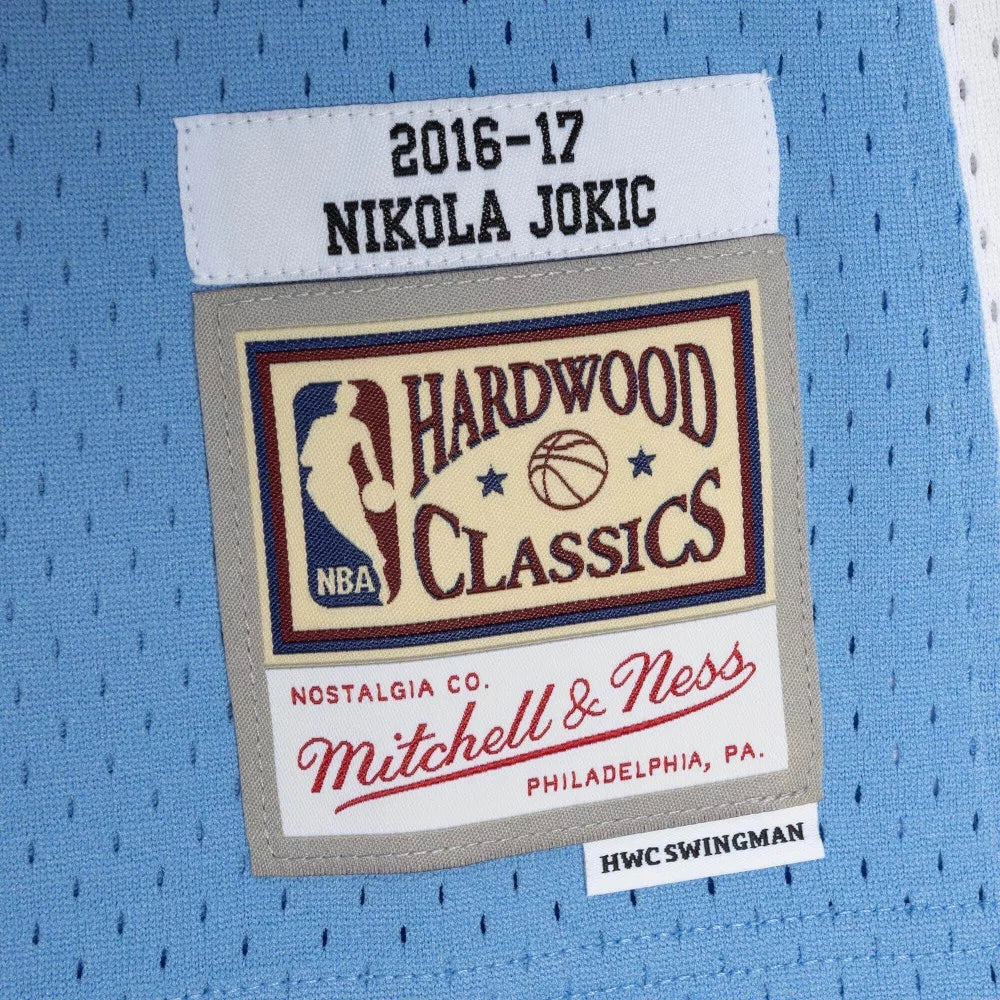 2016-17
NIKOLA JOKIC
HARDWOOD
CLASSICS
NBA
NOSTALGIA CO.
Mitchell & Ness
PHILADELPHIA, PA.
HWC SWINGMAN